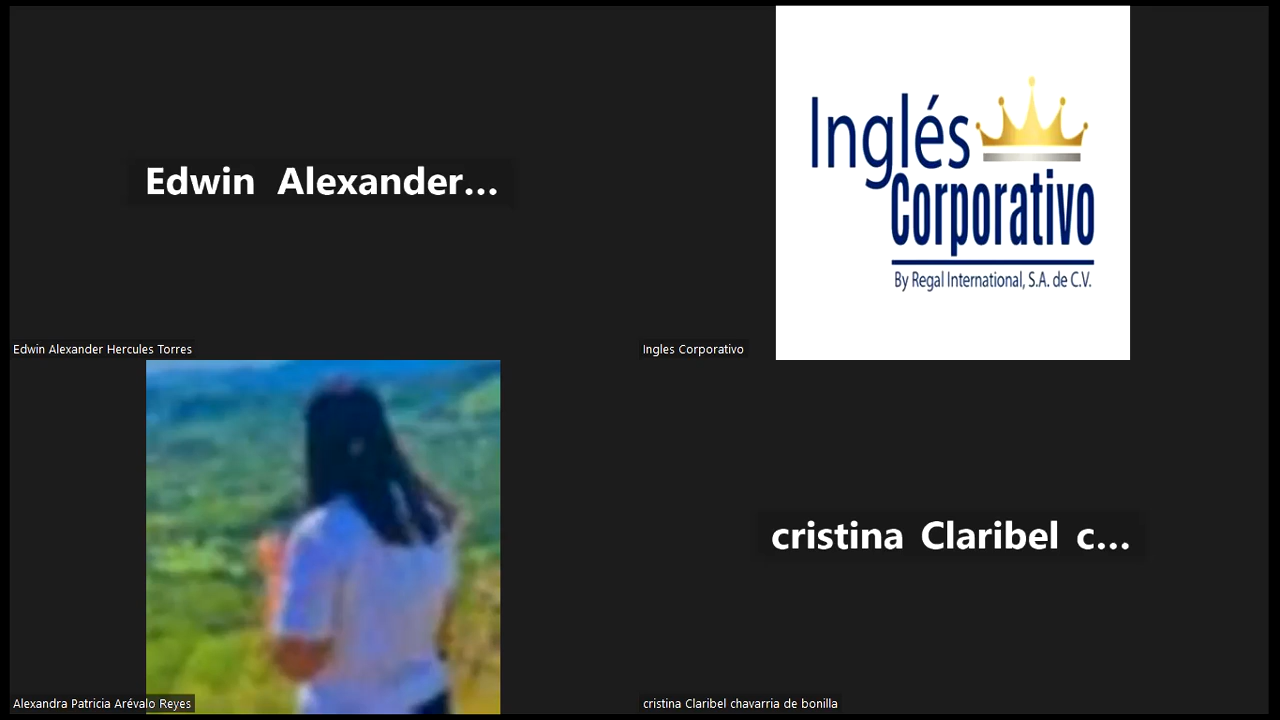 Edwin Alexander...
Edwin Alexander Hercules Torres
Inglés
Corporativo
By Regal International, S.A. de C.V.
Ingles Corporativo
Alexandra Patricia Arévalo Reyes
cristina Claribel c...
cristina Claribel chavarria de bonilla